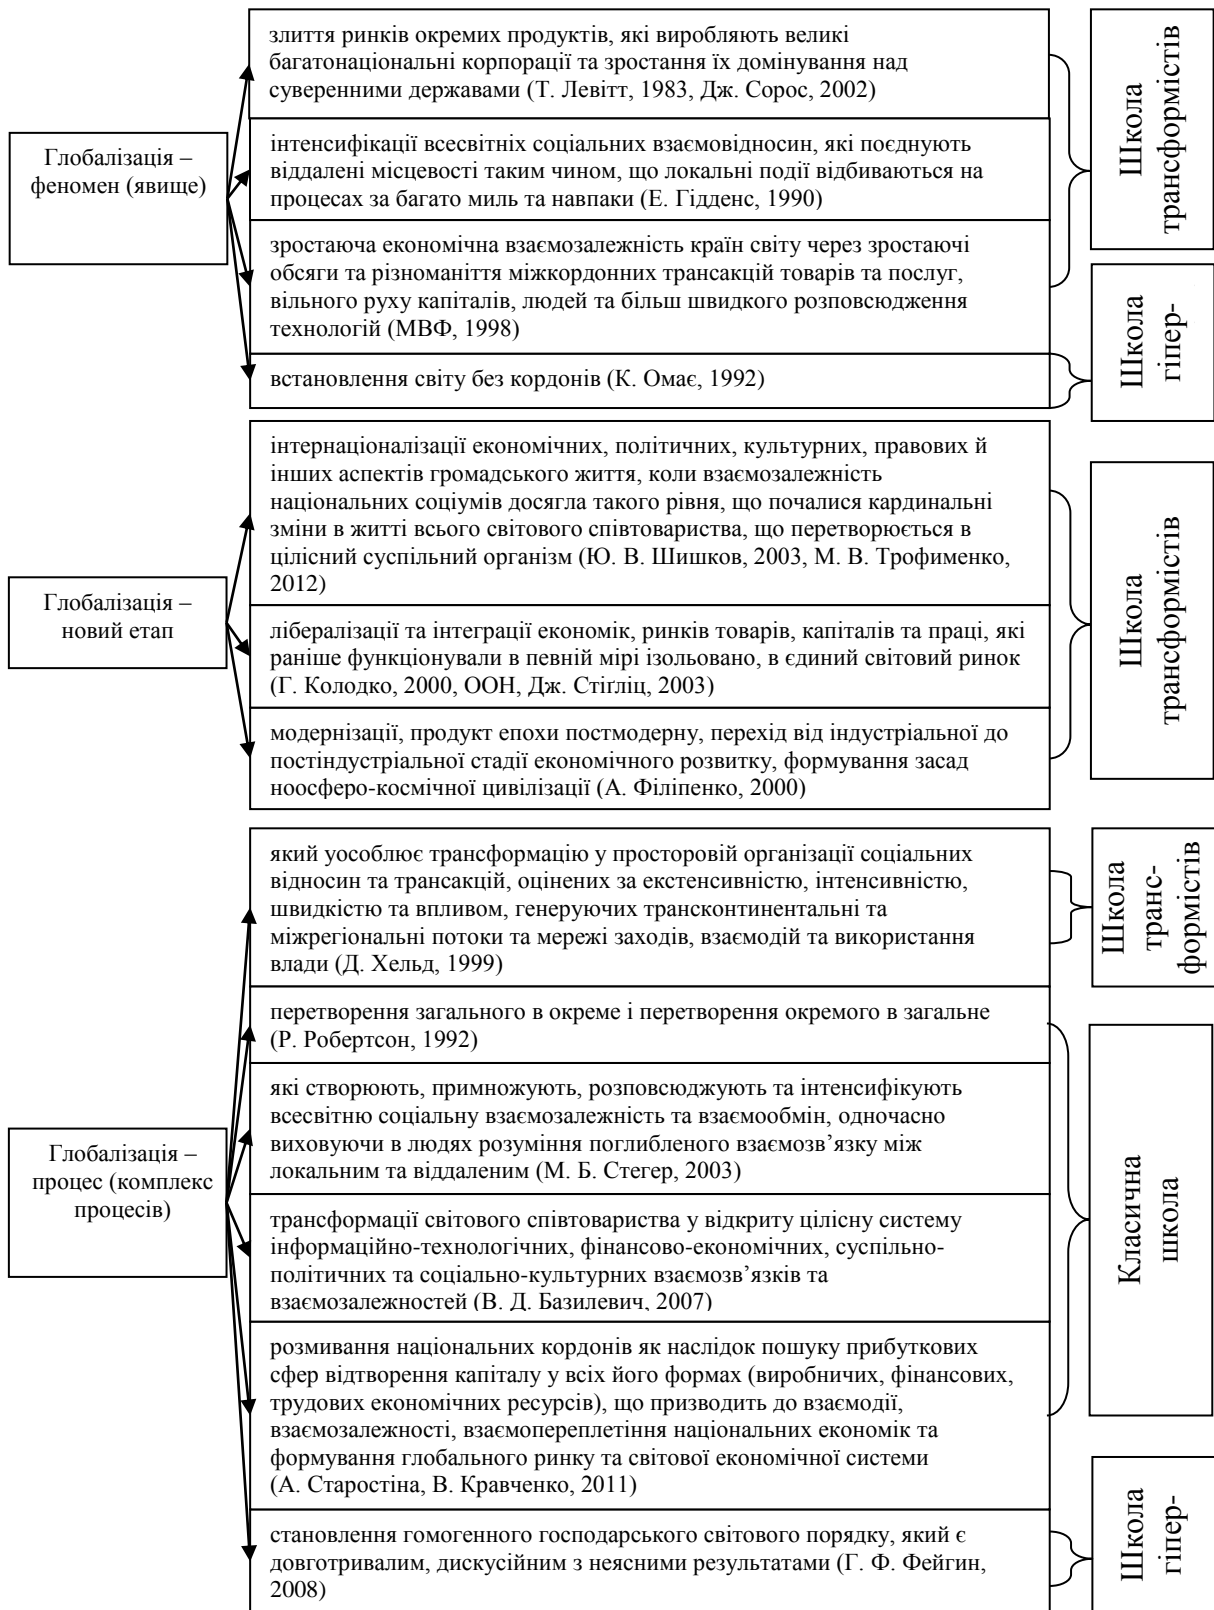 злиття ринків окремих продуктів, які виробляють великі
багатонаціональні корпорації та зростання їх домінування над
суверенними державами (Т. Левітт, 1983, Дж. Сорос, 2002)
Глобалізація –
феномен (явище)
інтенсифікації всесвітніх соціальних взаємовідносин, які поєднують
віддалені місцевості таким чином, що локальні події відбиваються на
процесах за багато миль та навпаки (Е. Гідденс, 1990)
зростаюча економічна взаємозалежність країн світу через зростаючі
обсяги та різноманіття міжкордонних трансакцій товарів та послуг,
вільного руху капіталів, людей та більш швидкого розповсюдження
технологій (МВФ, 1998)
встановлення світу без кордонів (К. Омає, 1992)
Школа
трансформістів
Школа
гіпер-
Глобалізація –
новий етап
інтернаціоналізації економічних, політичних, культурних, правових й
інших аспектів громадського життя, коли взаємозалежність
національних соціумів досягла такого рівня, що почалися кардинальні
зміни в житті всього світового співтовариства, що перетворюється в
цілісний суспільний організм (Ю. В. Шишков, 2003, М. В. Трофименко,
2012)
лібералізації та інтеграції економік, ринків товарів, капіталів та праці, які
раніше функціонували в певній мірі ізольовано, в єдиний світовий ринок
(Г. Колодко, 2000, ООН, Дж. Стігліц, 2003)
модернізації, продукт епохи постмодерну, перехід від індустріальної до
постіндустріальної стадії економічного розвитку, формування засад
ноосферо-космічної цивілізації (А. Філіпенко, 2000)
Школа
трансформістів
Глобалізація –
процес (комплекс
процесів)
який уособлює трансформацію у просторовій організації соціальних
відносин та трансакцій, оцінених за екстенсивністю, інтенсивністю,
швидкістю та впливом, генеруючих трансконтинентальні та
міжрегіональні потоки та мережі заходів, взаємодій та використання
влади (Д. Хельд, 1999)
перетворення загального в окреме і перетворення окремого в загальне
(Р. Робертсон, 1992)
які створюють, примножують, розповсюджують та інтенсифікують
всесвітню соціальну взаємозалежність та взаємообмін, одночасно
виховуючи в людях розуміння поглибленого взаємозв’язку між
локальним та віддаленим (М. Б. Стегер, 2003)
трансформації світового співтовариства у відкриту цілісну систему
інформаційно-технологічних, фінансово-економічних, суспільно-
політичних та соціально-культурних взаємозв’язків та
взаємозалежностей (В. Д. Базилевич, 2007)
розмивання національних кордонів як наслідок пошуку прибуткових
сфер відтворення капіталу у всіх його формах (виробничих, фінансових,
трудових економічних ресурсів), що призводить до взаємодії,
взаємозалежності, взаємопереплетіння національних економік та
формування глобального ринку та світової економічної системи
(А. Старостіна, В. Кравченко, 2011)
становлення гомогенного господарського світового порядку, який є
довготривалим, дискусійним з неясними результатами (Г. Ф. Фейгин,
2008)
Школа
транс-
формістів
Класична
школа
Школа
гіпер-